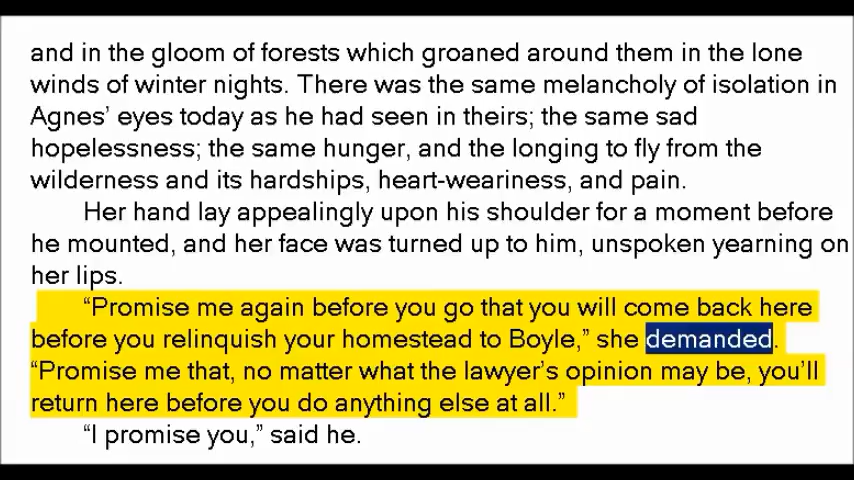 and in the gloom of forests which groaned around them in the lone
winds of winter nights. There was the same melancholy of isolation in
Agnes’ eyes today as he had seen in theirs; the same sad
hopelessness; the same hunger, and the longing to fly from the
wilderness and its hardships, heart-weariness, and pain.
Her hand lay appealingly upon his shoulder for a moment before
he mounted, and her face was turned up to him, unspoken yearning on
her lips.
“Promise me again before you go that you will come back here
before you relinquish your homestead to Boyle,” she demanded.
“Promise me that, no matter what the lawyer’s opinion may be, you’ll
return here before you do anything else at all.”
“I promise you,” said he.